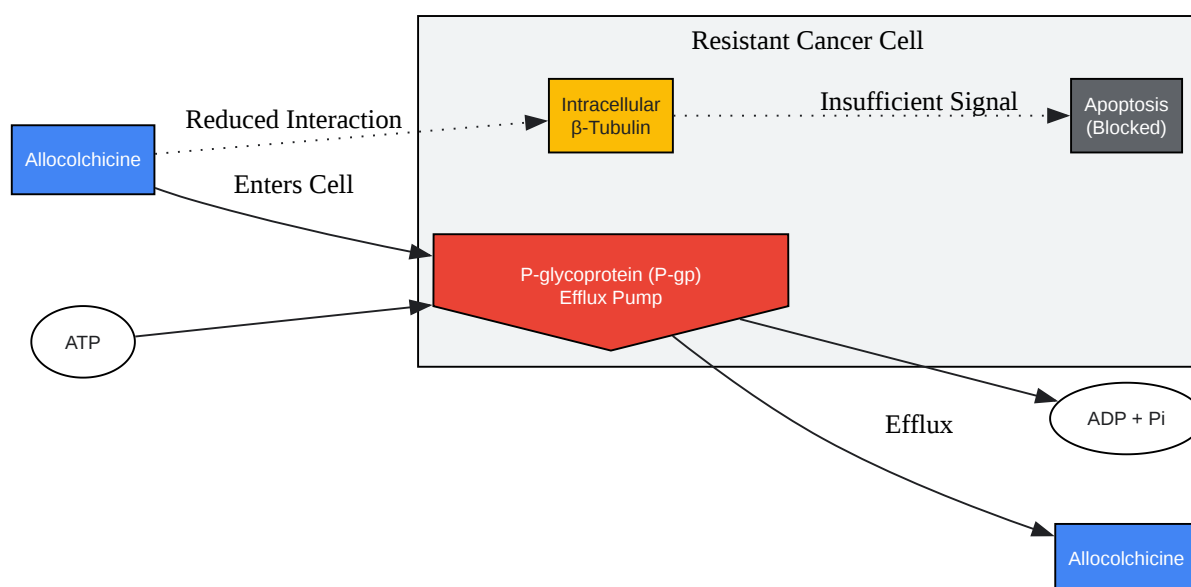 Resistant Cancer Cell
Intracellular
β-Tubulin
Insufficient Signal
Apoptosis
(Blocked)
Reduced Interaction
Allocolchicine
Enters Cell
P-glycoprotein (P-gp)
Efflux Pump
ATP
ADP + Pi
Efflux
Allocolchicine